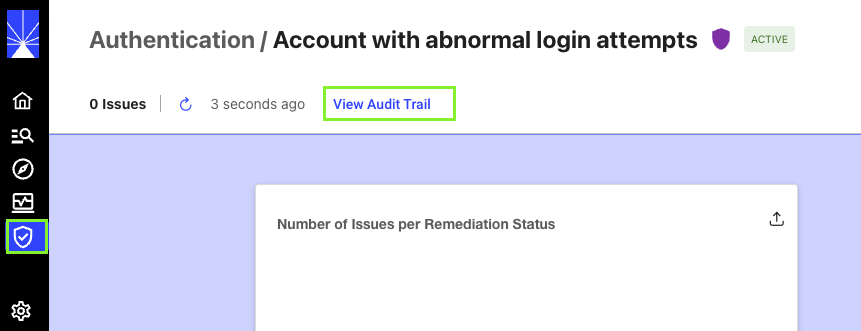 Authentication / Account with abnormal login attempts ACTIVE
0 Issues 3 seconds ago View Audit Trail
Number of Issues per Remediation Status